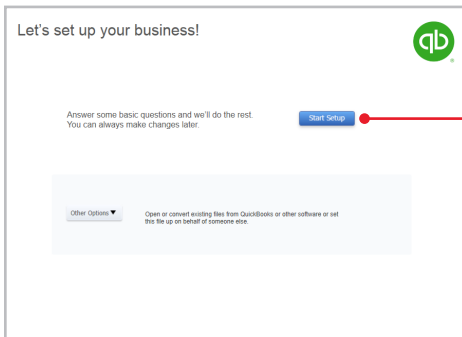 Let's set up your business!
qb
Answer some basic questions and we'll do the rest.
You can always make changes later.
Start Setup
Other Options ▼
Open or convert existing files from QuickBooks or other software or set
this file up on behalf of someone else.